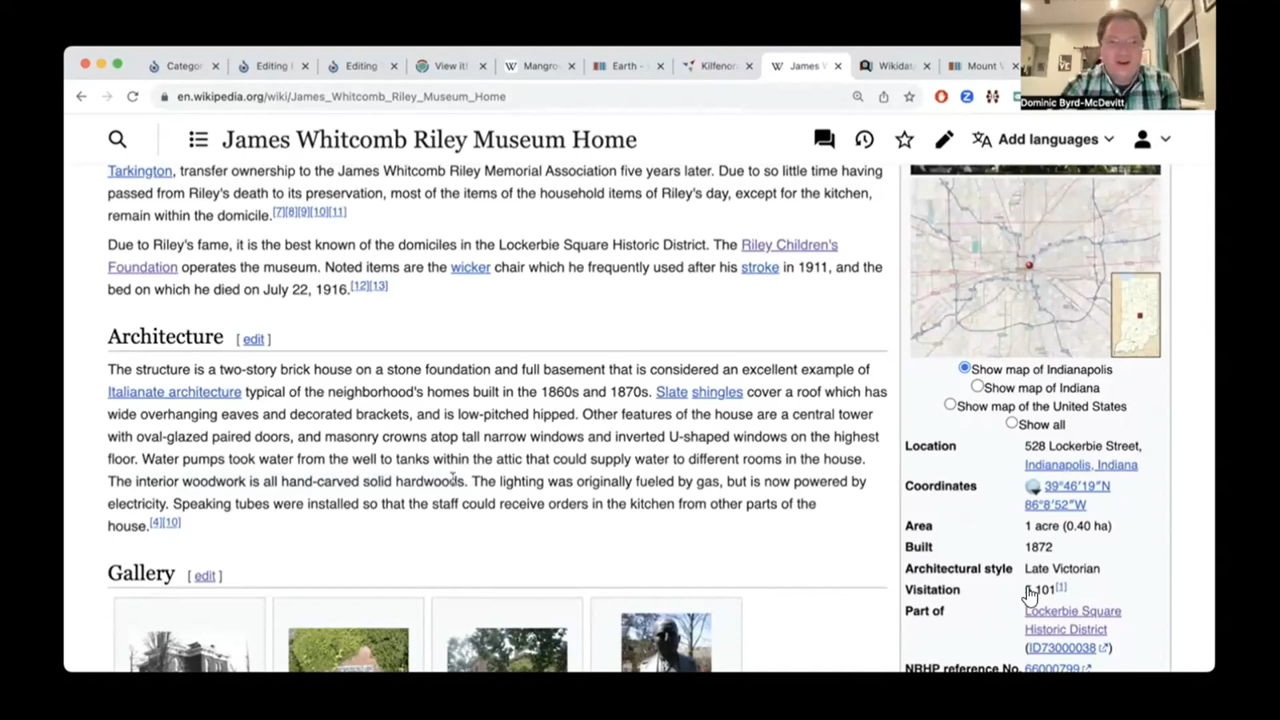 Categor
Editing
Editing
View it!
Mangro
Earth -
Kilfenor
James V
Wikidat
Mount V
en.wikipedia.org/wiki/James_Whitcomb_Riley_Museum_Home
Dominic Byrd-McDevitt
James Whitcomb Riley Museum Home
Add languages
Tarkington, transfer ownership to the James Whitcomb Riley Memorial Association five years later. Due to so little time having
passed from Riley's death to its preservation, most of the items of the household items of Riley's day, except for the kitchen,
remain within the domicile.[7][8][9][10][11]
Due to Riley's fame, it is the best known of the domiciles in the Lockerbie Square Historic District. The Riley Children's
Foundation operates the museum. Noted items are the wicker chair which he frequently used after his stroke in 1911, and the
bed on which he died on July 22, 1916.[12][13]
Architecture [ edit ]
The structure is a two-story brick house on a stone foundation and full basement that is considered an excellent example of
Italianate architecture typical of the neighborhood's homes built in the 1860s and 1870s. Slate shingles cover a roof which has
wide overhanging eaves and decorated brackets, and is low-pitched hipped. Other features of the house are a central tower
with oval-glazed paired doors, and masonry crowns atop tall narrow windows and inverted U-shaped windows on the highest
floor. Water pumps took water from the well to tanks within the attic that could supply water to different rooms in the house.
The interior woodwork is all hand-carved solid hardwoods. The lighting was originally fueled by gas, but is now powered by
electricity. Speaking tubes were installed so that the staff could receive orders in the kitchen from other parts of the
house.[4][10]
Gallery [ edit ]
Show map of Indianapolis
Show map of Indiana
Show map of the United States
Show all
Location 528 Lockerbie Street,
Indianapolis, Indiana
Coordinates 39°46′19″N
86°8′52″W
Area 1 acre (0.40 ha)
Built 1872
Architectural style Late Victorian
Visitation 101[1]
Part of Lockerbie Square
Historic District
(ID73000038)
NRHP reference No. 66000799